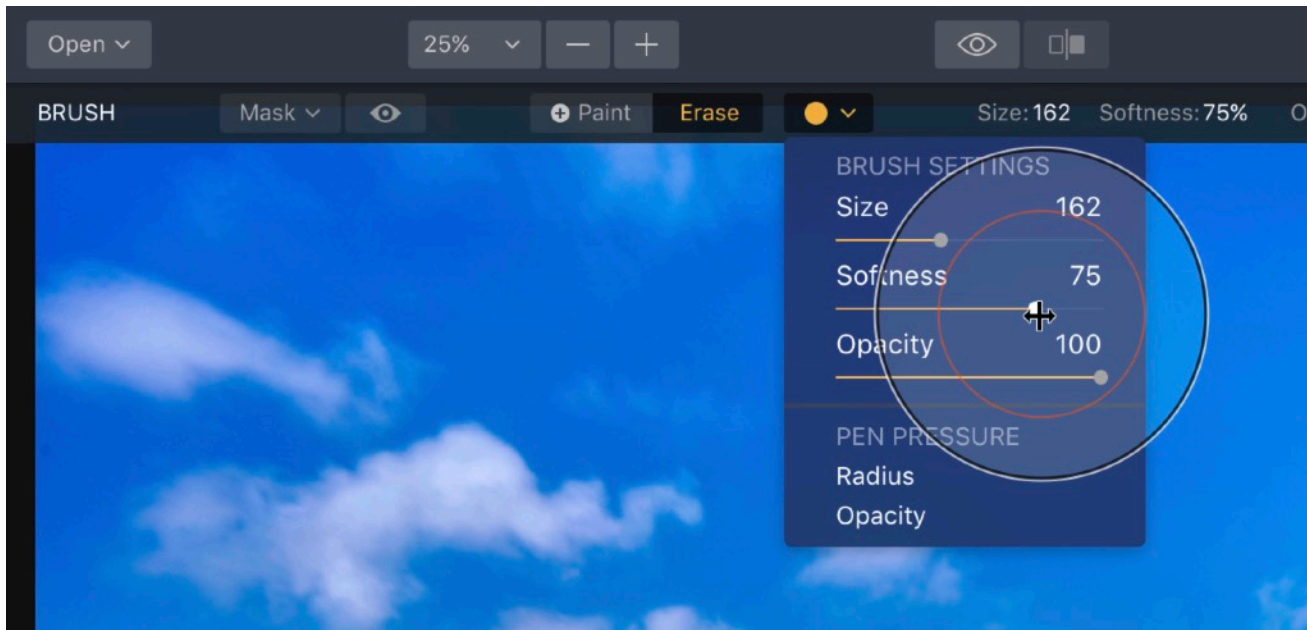 Open 25%
BRUSH Mask Paint Erase Size: 162 Softness: 75% O
BRUSH SETTINGS
Size 162
Softness 75
Opacity 100
PEN PRESSURE
Radius
Opacity